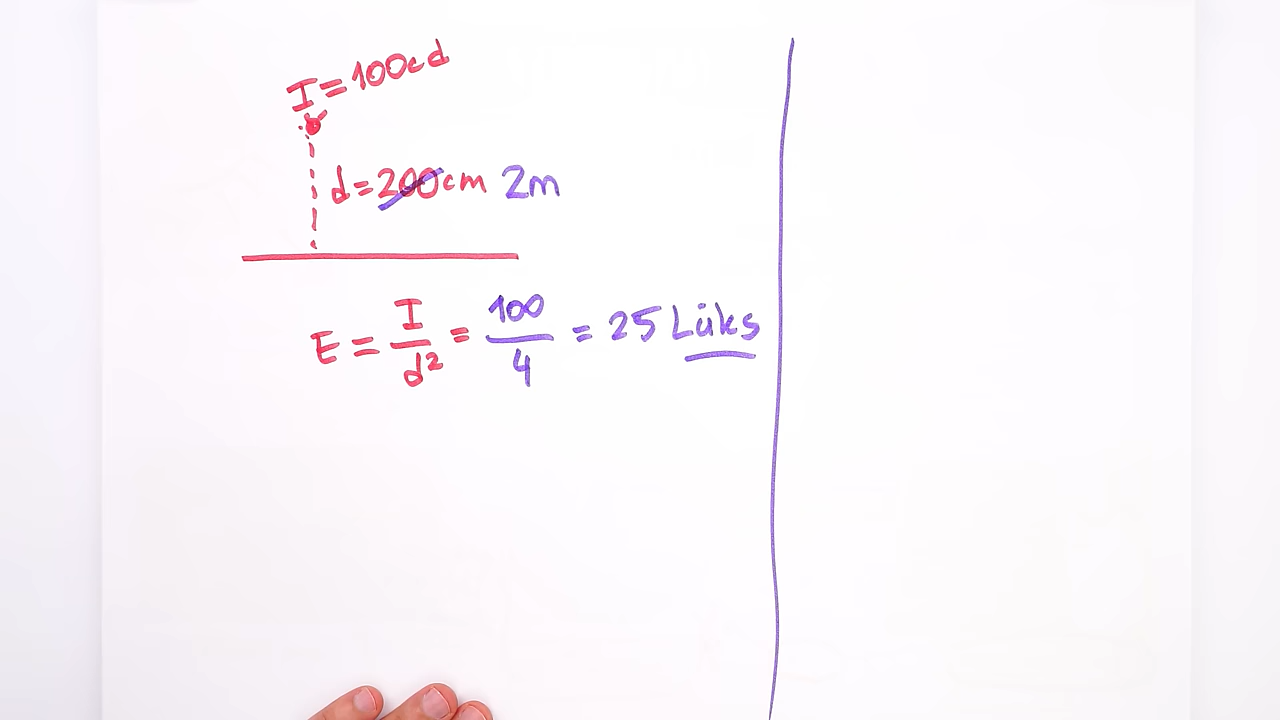 I = 100cd
d = 200cm 2m
E = I/d² = 100/4 = 25 Lüks